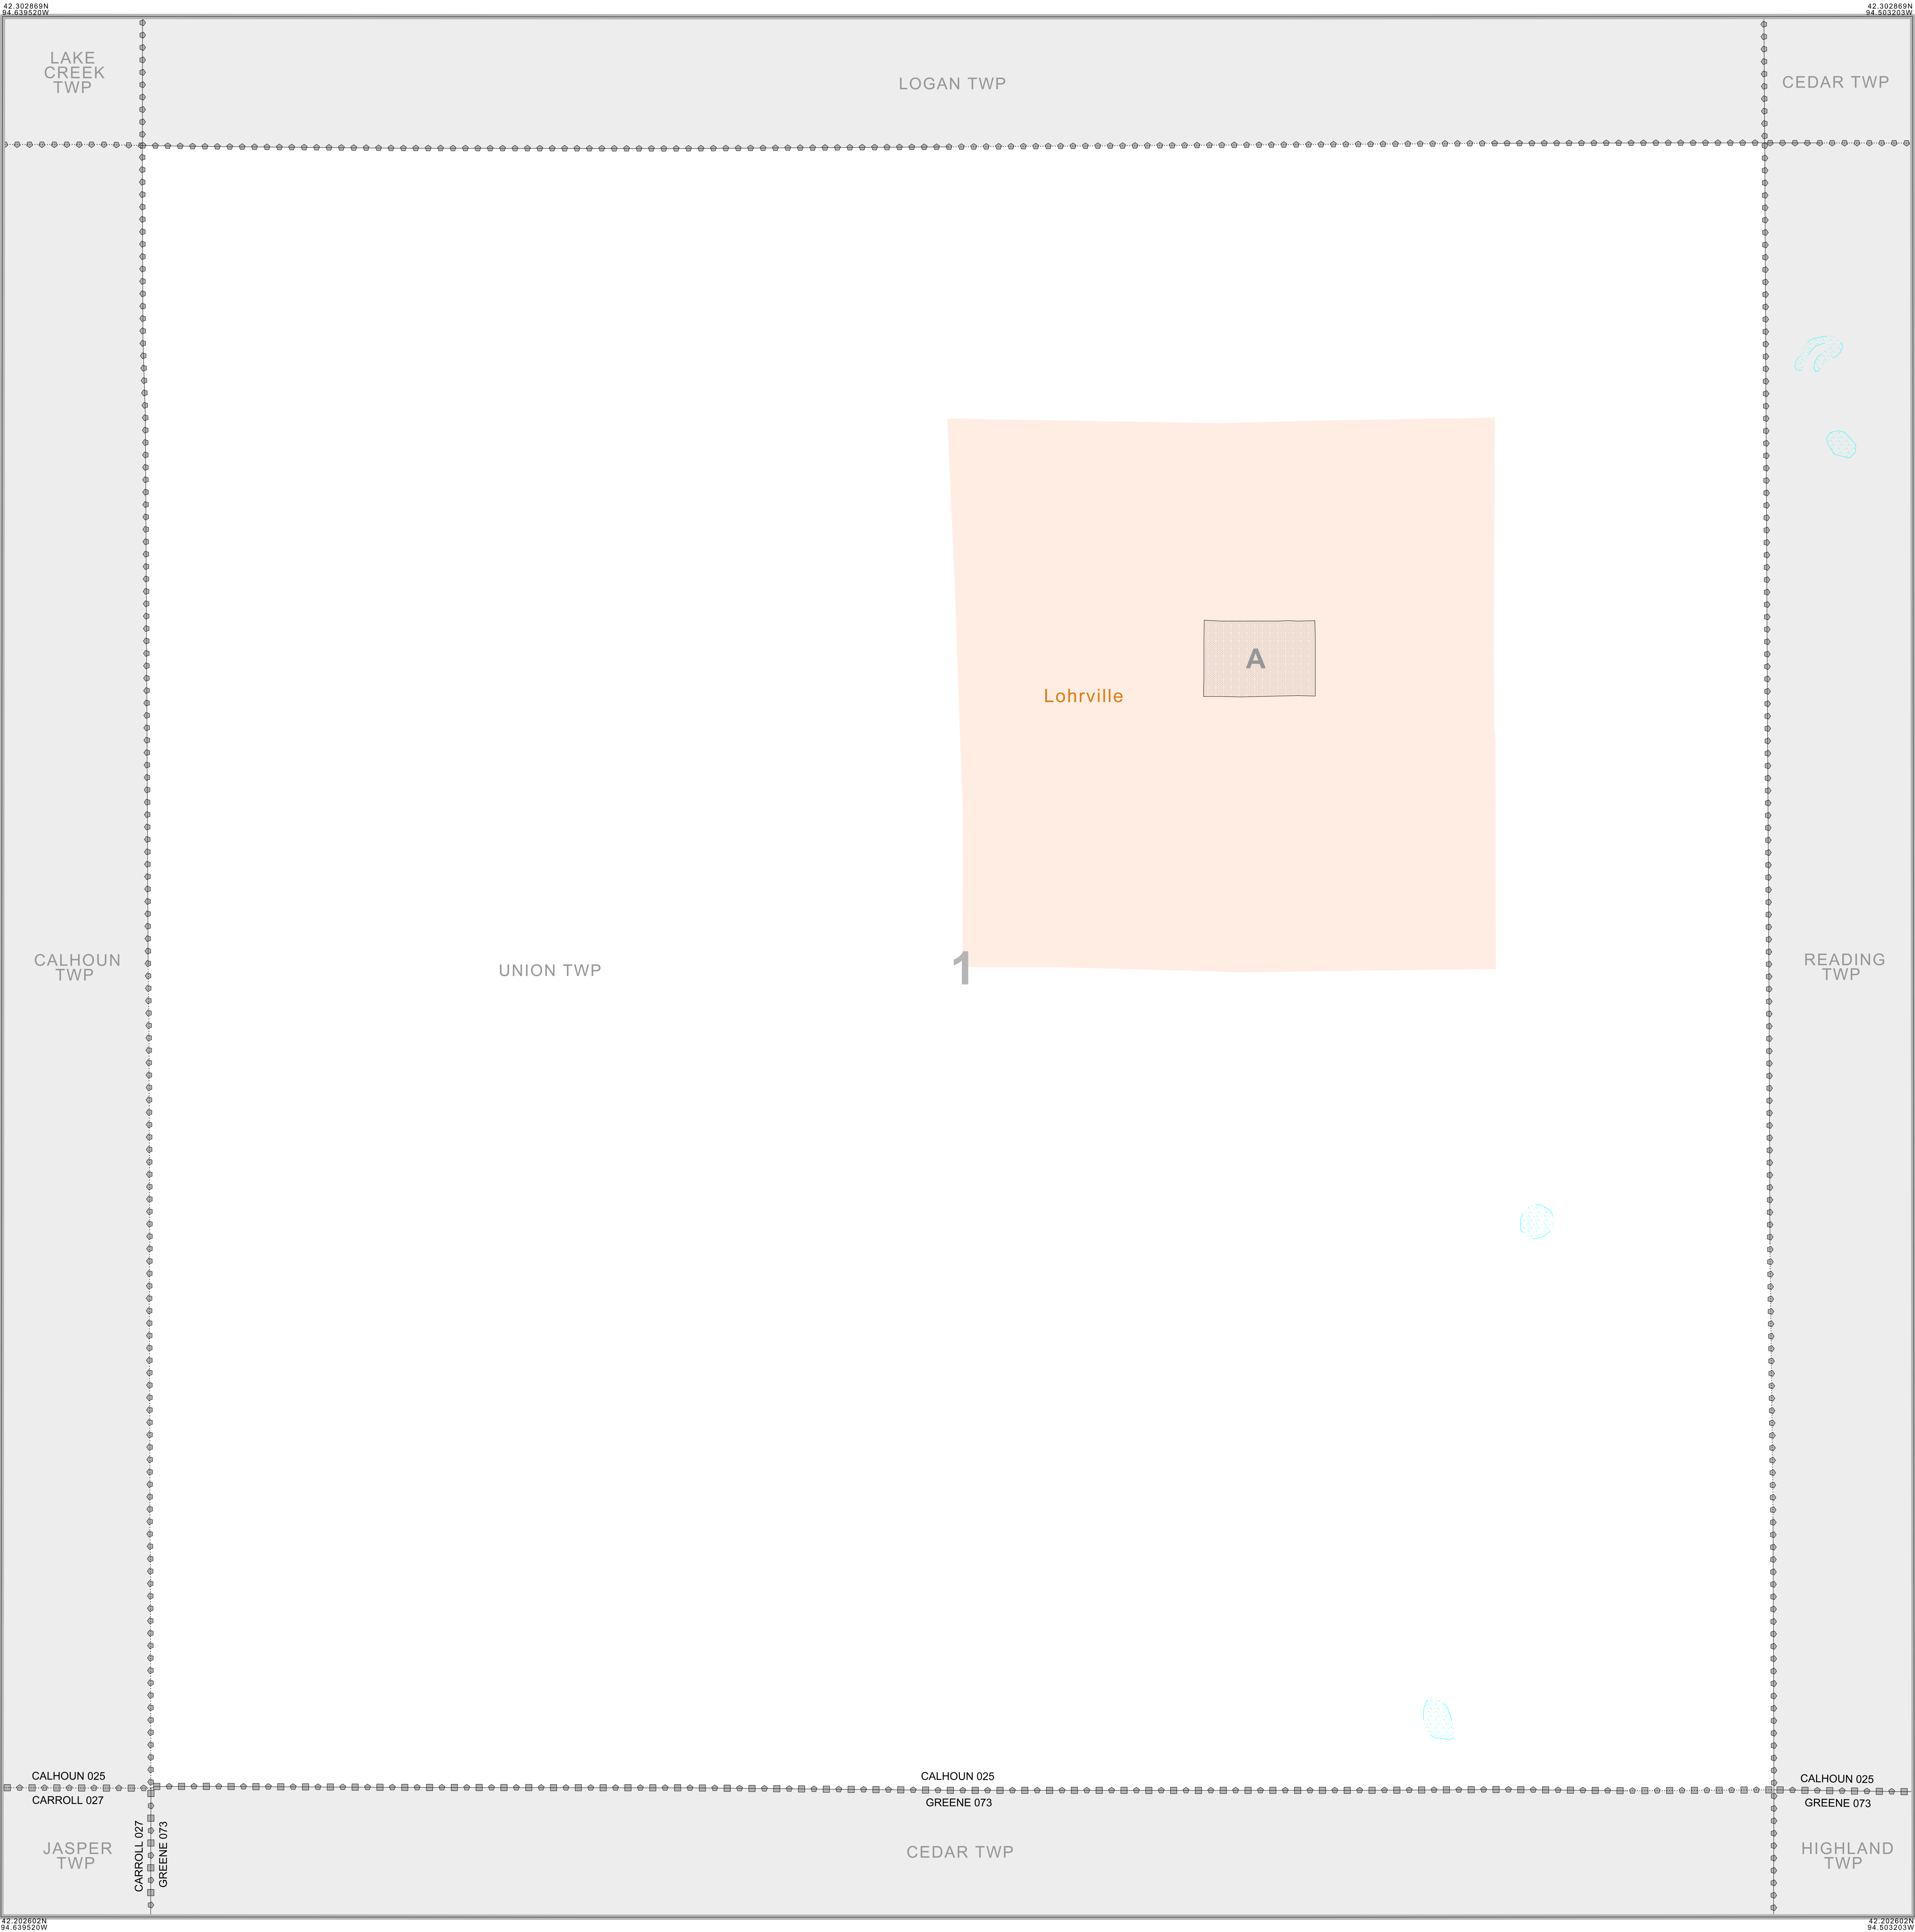 42.302869N
94.639520W
42.302869N
94.503203W
LAKE
CREEK
TWP
LOGAN TWP
CEDAR TWP
A
Lohrville
CALHOUN
TWP
UNION TWP
1
READING
TWP
CALHOUN 025
CARROLL 027
CALHOUN 025
GREENE 073
CALHOUN 025
GREENE 073
JASPER
TWP
CARROLL 027
GREENE 073
CEDAR TWP
HIGHLAND
TWP
42.202602N
94.639520W
42.202602N
94.503203W